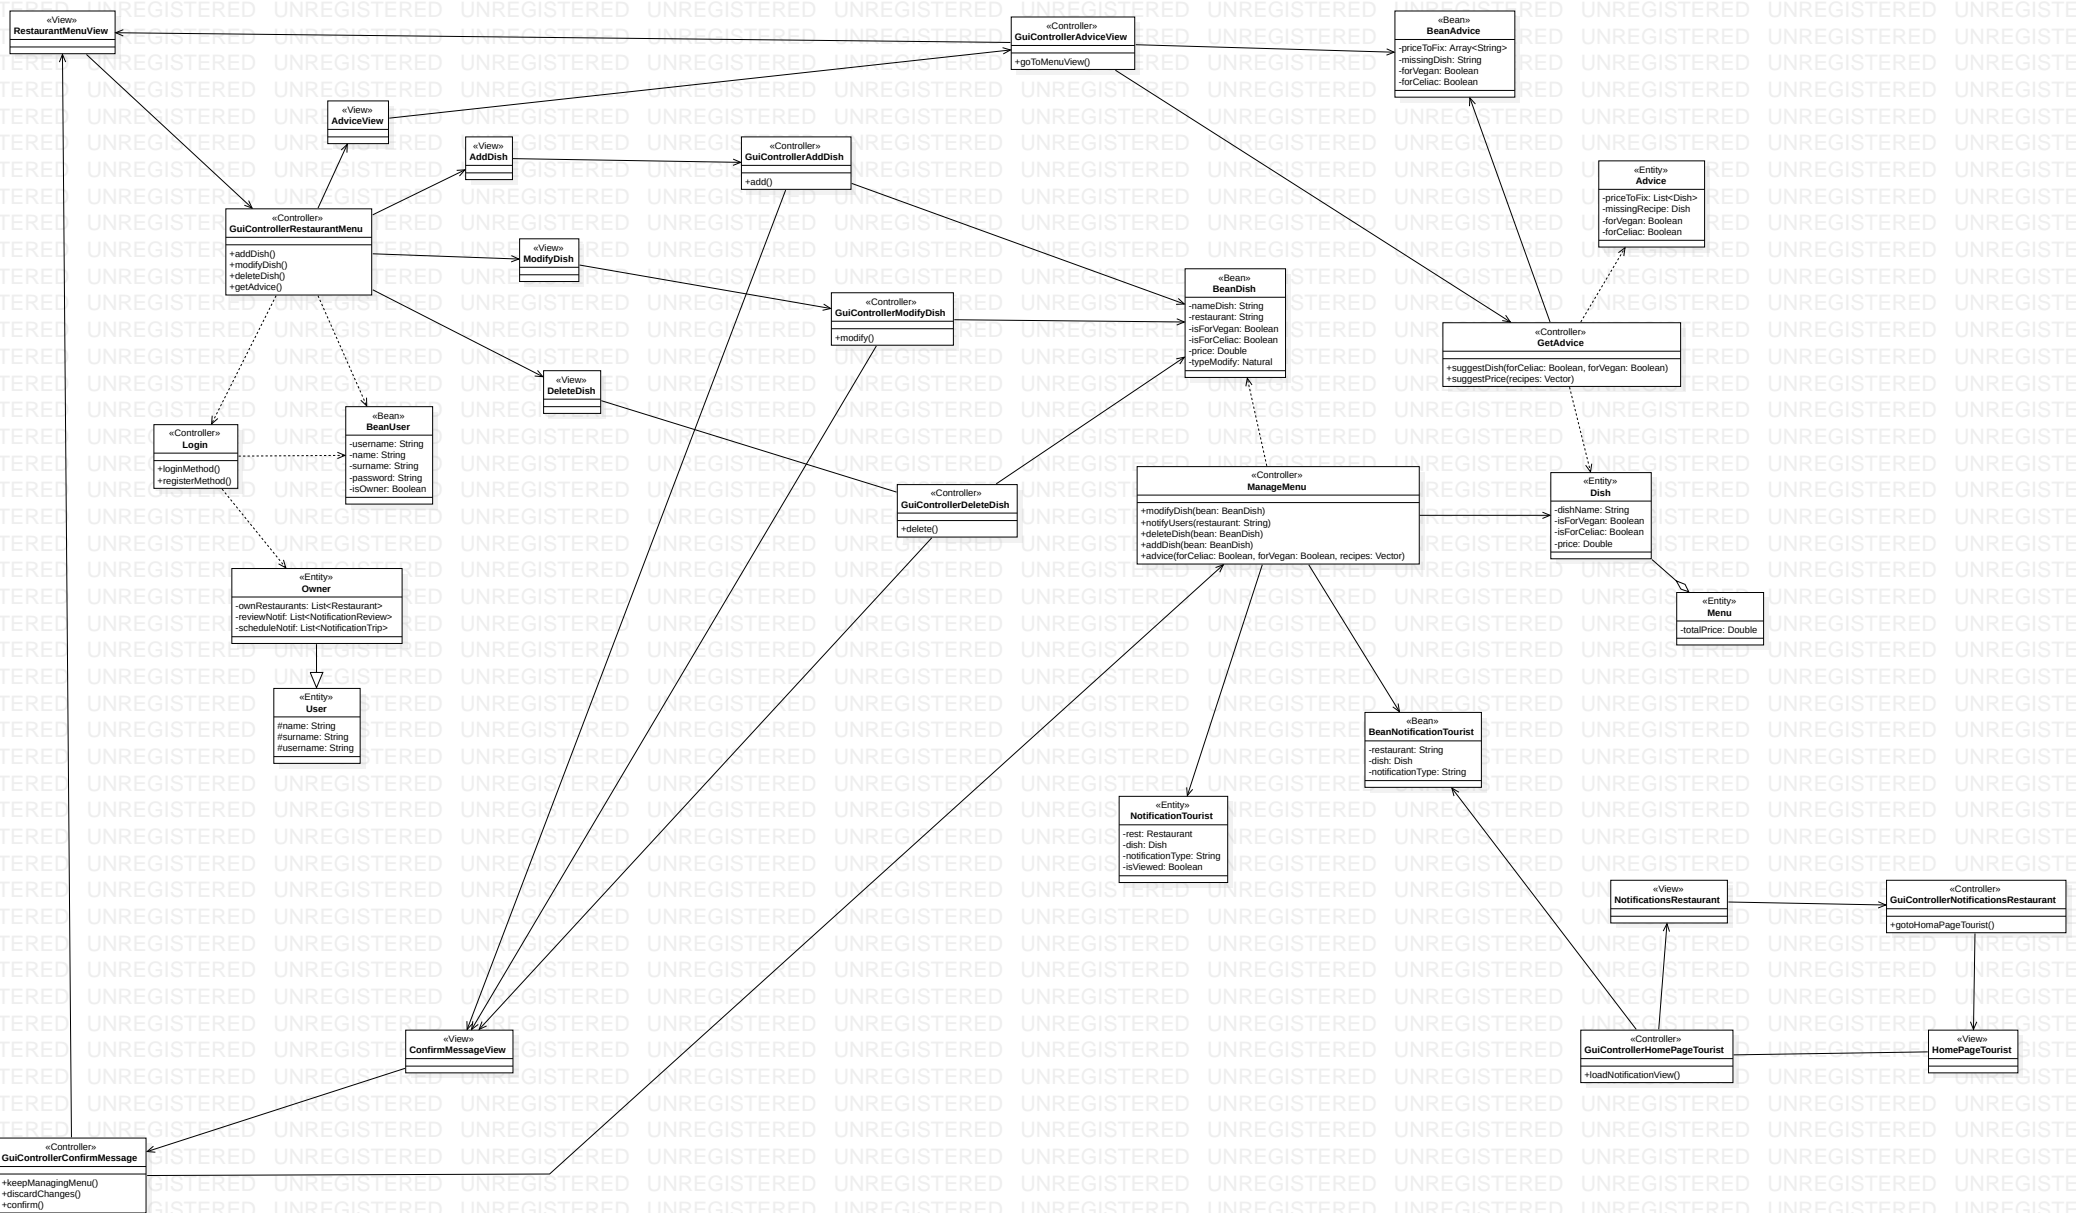 «View»
RestaurantMenuView
«Controller»
GuiControllerAdviceView
+goToMenuView()
«Bean»
BeanAdvice
-priceToFix: Array<String>
-missingDish: String
-forVegan: Boolean
-forCeliac: Boolean
«View»
AdviceView
«View»
AddDish
«Controller»
GuiControllerAddDish
+add()
«Entity»
Advice
-priceToFix: List<Dish>
-missingRecipe: Dish
-forVegan: Boolean
-forCeliac: Boolean
«Controller»
GuiControllerRestaurantMenu
+addDish()
+modifyDish()
+deleteDish()
+getAdvice()
«View»
ModifyDish
«Controller»
GuiControllerModifyDish
+modify()
«Bean»
BeanDish
-nameDish: String
-restaurant: String
-isForVegan: Boolean
-isForCeliac: Boolean
-price: Double
-typeModify: Natural
«Controller»
GetAdvice
+suggestDish(forCeliac: Boolean, forVegan: Boolean)
+suggestPrice(recipes: Vector)
«View»
DeleteDish
«Controller»
Login
+loginMethod()
+registerMethod()
«Bean»
BeanUser
-username: String
-name: String
-surname: String
-password: String
-isOwner: Boolean
«Controller»
GuiControllerDeleteDish
+delete()
«Controller»
ManageMenu
+modifyDish(bean: BeanDish)
+notifyUsers(restaurant: String)
+deleteDish(bean: BeanDish)
+addDish(bean: BeanDish)
+advice(forCeliac: Boolean, forVegan: Boolean, recipes: Vector)
«Entity»
Dish
-dishName: String
-isForVegan: Boolean
-isForCeliac: Boolean
-price: Double
«Entity»
Menu
-totalPrice: Double
«Entity»
Owner
-ownRestaurants: List<Restaurant>
-reviewNotif: List<NotificationReview>
-scheduleNotif: List<NotificationTrip>
«Entity»
User
#name: String
#surname: String
#username: String
«Bean»
BeanNotificationTourist
-restaurant: String
-dish: Dish
-notificationType: String
«Entity»
NotificationTourist
-rest: Restaurant
-dish: Dish
-notificationType: String
-isViewed: Boolean
«View»
NotificationsRestaurant
«Controller»
GuiControllerNotificationsRestaurant
+gotoHomaPageTourist()
«View»
ConfirmMessageView
«Controller»
GuiControllerHomePageTourist
+loadNotificationView()
«View»
HomePageTourist
«Controller»
GuiControllerConfirmMessage
+keepManagingMenu()
+discardChanges()
+confirm()
UNREGISTERED